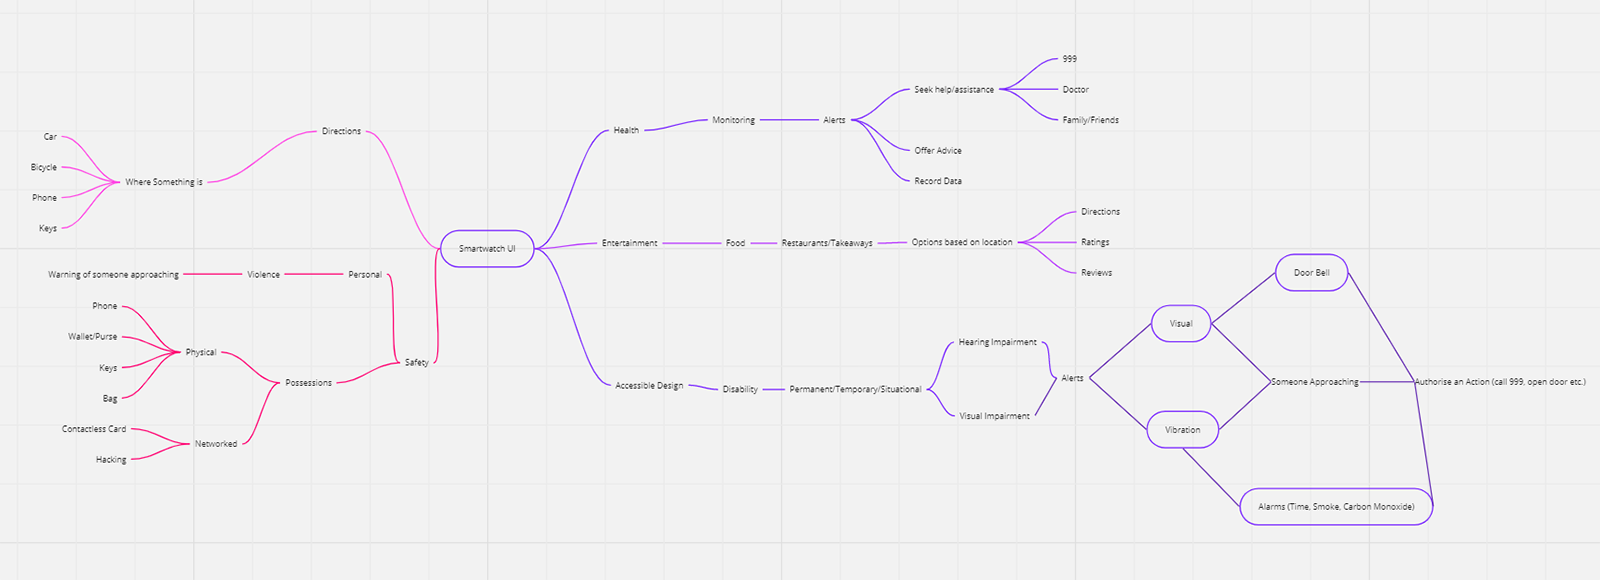 Smartwatch UI
Directions
Where Something is
Car
Bicycle
Phone
Keys
Safety
Personal
Violence
Warning of someone approaching
Possessions
Physical
Phone
Wallet/Purse
Keys
Bag
Networked
Contactless Card
Hacking
Health
Monitoring
Alerts
Seek help/assistance
999
Doctor
Family/Friends
Offer Advice
Record Data
Entertainment
Food
Restaurants/Takeaways
Options based on location
Directions
Ratings
Reviews
Accessible Design
Disability
Permanent/Temporary/Situational
Hearing Impairment
Visual Impairment
Alerts
Visual
Vibration
Door Bell
Someone Approaching
Alarms (Time, Smoke, Carbon Monoxide)
Authorise an Action (call 999, open door etc.)